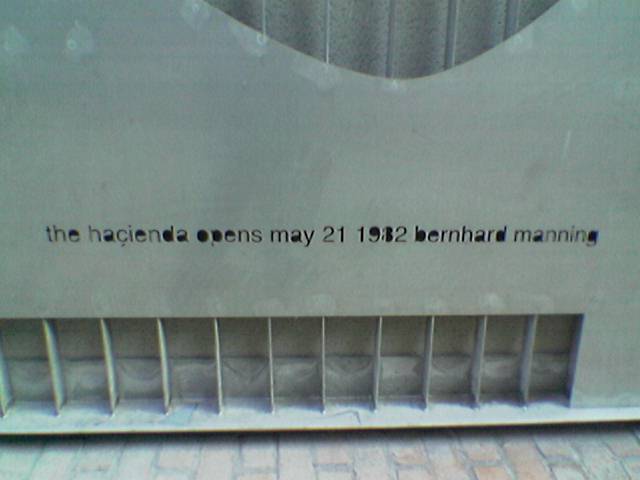 the haçienda opens may 21 1982 bernhard manning